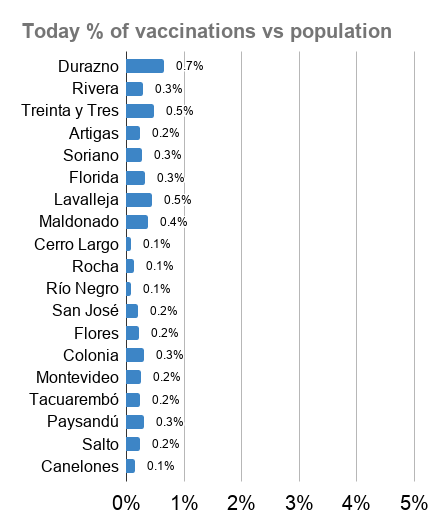 Today % of vaccinations vs population
Durazno 0.7%
Rivera 0.3%
Treinta y Tres 0.5%
Artigas 0.2%
Soriano 0.3%
Florida 0.3%
Lavalleja 0.5%
Maldonado 0.4%
Cerro Largo 0.1%
Rocha 0.1%
Río Negro 0.1%
San José 0.2%
Flores 0.2%
Colonia 0.3%
Montevideo 0.2%
Tacuarembó 0.2%
Paysandú 0.3%
Salto 0.2%
Canelones 0.1%
0% 1% 2% 3% 4% 5%